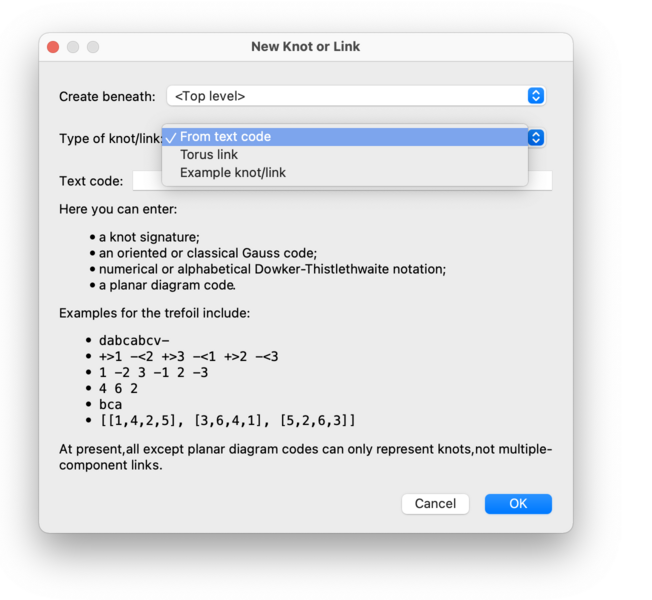 New Knot or Link
Create beneath: <Top level>
Type of knot/link:
✓ From text code
Torus link
Example knot/link
Text code:
Here you can enter:
• a knot signature;
• an oriented or classical Gauss code;
• numerical or alphabetical Dowker-Thistlethwaite notation;
• a planar diagram code.
Examples for the trefoil include:
• dabcabcv-
• +>1 -<2 +>3 -<1 +>2 -<3
• 1 -2 3 -1 2 -3
• 4 6 2
• bca
• [[1,4,2,5], [3,6,4,1], [5,2,6,3]]
At present,all except planar diagram codes can only represent knots,not multiple-
component links.
Cancel OK